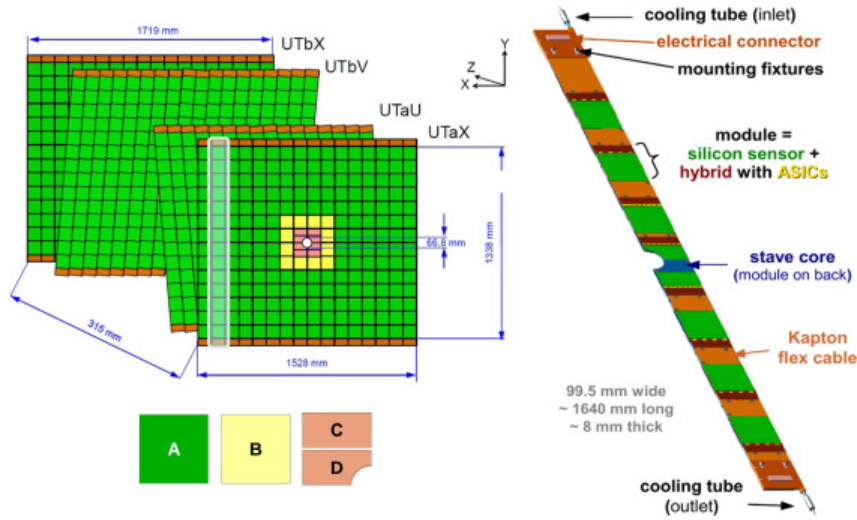 1719 mm
UTbX
UTbV
UTaU
UTaX
Y
Z
X
66.8 mm
1338 mm
315 mm
1528 mm
A
B
C
D
cooling tube (inlet)
electrical connector
mounting fixtures
module =
silicon sensor +
hybrid with ASICs
stave core
(module on back)
Kapton
flex cable
99.5 mm wide
~ 1640 mm long
~ 8 mm thick
cooling tube
(outlet)